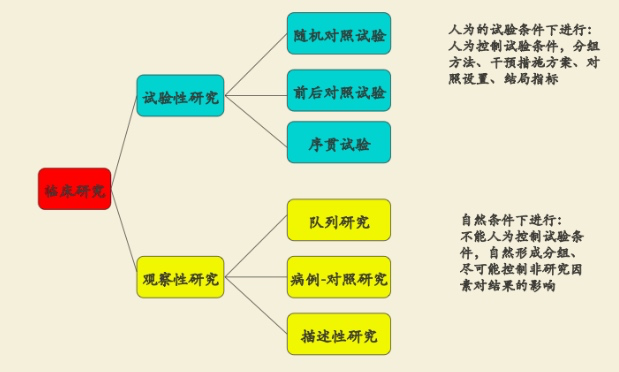 随机对照试验
人为的试验条件下进行：
人为控制试验条件，分组
方法、干预措施方案、对
照设置、结局指标
试验性研究
前后对照试验
序贯试验
临床研究
队列研究
自然条件下进行：
不能人为控制试验条
件，自然形成分组、
尽可能控制非研究因
素对结果的影响
观察性研究
病例-对照研究
描述性研究